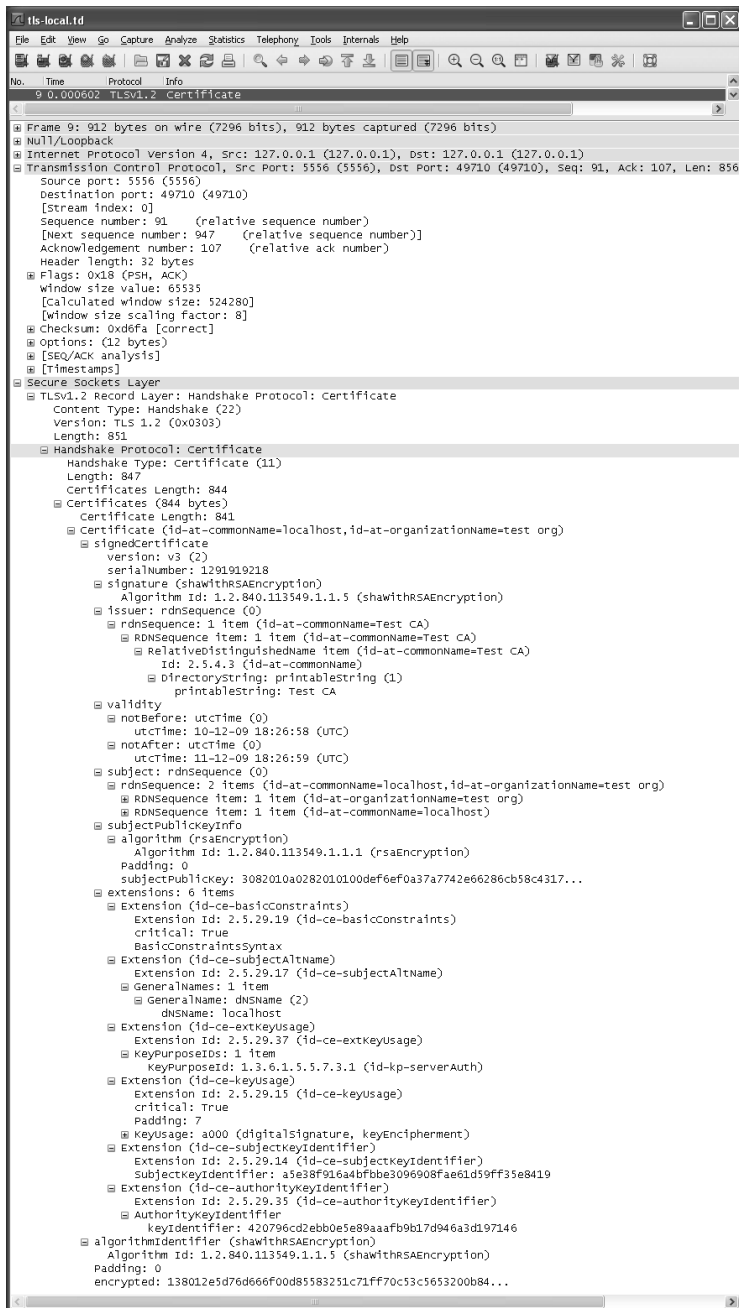 tls-local.td
File Edit View Go Capture Analyze Statistics Telephony Tools Internals Help
No. Time Protocol Info
9 0.000602 TLSv1.2 Certificate
Frame 9: 912 bytes on wire (7296 bits), 912 bytes captured (7296 bits)
Null/Loopback
Internet Protocol Version 4, Src: 127.0.0.1 (127.0.0.1), Dst: 127.0.0.1 (127.0.0.1)
Transmission Control Protocol, Src Port: 5556 (5556), Dst Port: 49710 (49710), Seq: 91, Ack: 107, Len: 856
Source port: 5556 (5556)
Destination port: 49710 (49710)
[Stream index: 0]
Sequence number: 91 (relative sequence number)
[Next sequence number: 947 (relative sequence number)]
Acknowledgement number: 107 (relative ack number)
Header length: 32 bytes
Flags: 0x18 (PSH, ACK)
Window size value: 65535
[Calculated window size: 524280]
[Window size scaling factor: 8]
Checksum: 0xd6fa [correct]
Options: (12 bytes)
[SEQ/ACK analysis]
[Timestamps]
Secure Sockets Layer
TLSv1.2 Record Layer: Handshake Protocol: Certificate
Content Type: Handshake (22)
Version: TLS 1.2 (0x0303)
Length: 851
Handshake Protocol: Certificate
Handshake Type: Certificate (11)
Length: 847
Certificates Length: 844
Certificates (844 bytes)
Certificate Length: 841
Certificate (id-at-commonName=localhost,id-at-organizationName=test org)
signedCertificate
version: v3 (2)
serialNumber: 1291919218
signature (shaWithRSAEncryption)
Algorithm Id: 1.2.840.113549.1.1.5 (shaWithRSAEncryption)
issuer: rdnSequence (0)
rdnSequence: 1 item (id-at-commonName=Test CA)
RDNSequence item: 1 item (id-at-commonName=Test CA)
RelativeDistinguishedName item (id-at-commonName=Test CA)
Id: 2.5.4.3 (id-at-commonName)
DirectoryString: printableString (1)
printableString: Test CA
validity
notBefore: utcTime (0)
utcTime: 10-12-09 18:26:58 (UTC)
notAfter: utcTime (0)
utcTime: 11-12-09 18:26:59 (UTC)
subject: rdnSequence (0)
rdnSequence: 2 items (id-at-commonName=localhost,id-at-organizationName=test org)
RDNSequence item: 1 item (id-at-organizationName=test org)
RDNSequence item: 1 item (id-at-commonName=localhost)
subjectPublicKeyInfo
algorithm (rsaEncryption)
Algorithm Id: 1.2.840.113549.1.1.1 (rsaEncryption)
Padding: 0
subjectPublicKey: 3082010a0282010100def6ef0a37a7742e66286cb58c4317...
extensions: 6 items
Extension (id-ce-basicConstraints)
Extension Id: 2.5.29.19 (id-ce-basicConstraints)
critical: True
BasicConstraintsSyntax
Extension (id-ce-subjectAltName)
Extension Id: 2.5.29.17 (id-ce-subjectAltName)
GeneralNames: 1 item
GeneralName: dNSName (2)
dNSName: localhost
Extension (id-ce-extKeyUsage)
Extension Id: 2.5.29.37 (id-ce-extKeyUsage)
KeyPurposeIDs: 1 item
KeyPurposeId: 1.3.6.1.5.5.7.3.1 (id-kp-serverAuth)
Extension (id-ce-keyUsage)
Extension Id: 2.5.29.15 (id-ce-keyUsage)
critical: True
Padding: 7
KeyUsage: a000 (digitalSignature, keyEncipherment)
Extension (id-ce-subjectKeyIdentifier)
Extension Id: 2.5.29.14 (id-ce-subjectKeyIdentifier)
SubjectKeyIdentifier: a5e38f916a4bfbbe3096908fae61d59ff35e8419
Extension (id-ce-authorityKeyIdentifier)
Extension Id: 2.5.29.35 (id-ce-authorityKeyIdentifier)
AuthorityKeyIdentifier
keyIdentifier: 420796cd2ebb0e5e89aaafb9b17d946a3d197146
algorithmIdentifier (shaWithRSAEncryption)
Algorithm Id: 1.2.840.113549.1.1.5 (shaWithRSAEncryption)
Padding: 0
encrypted: 138012e5d76d666f00d85583251c71ff70c53c5653200b84...